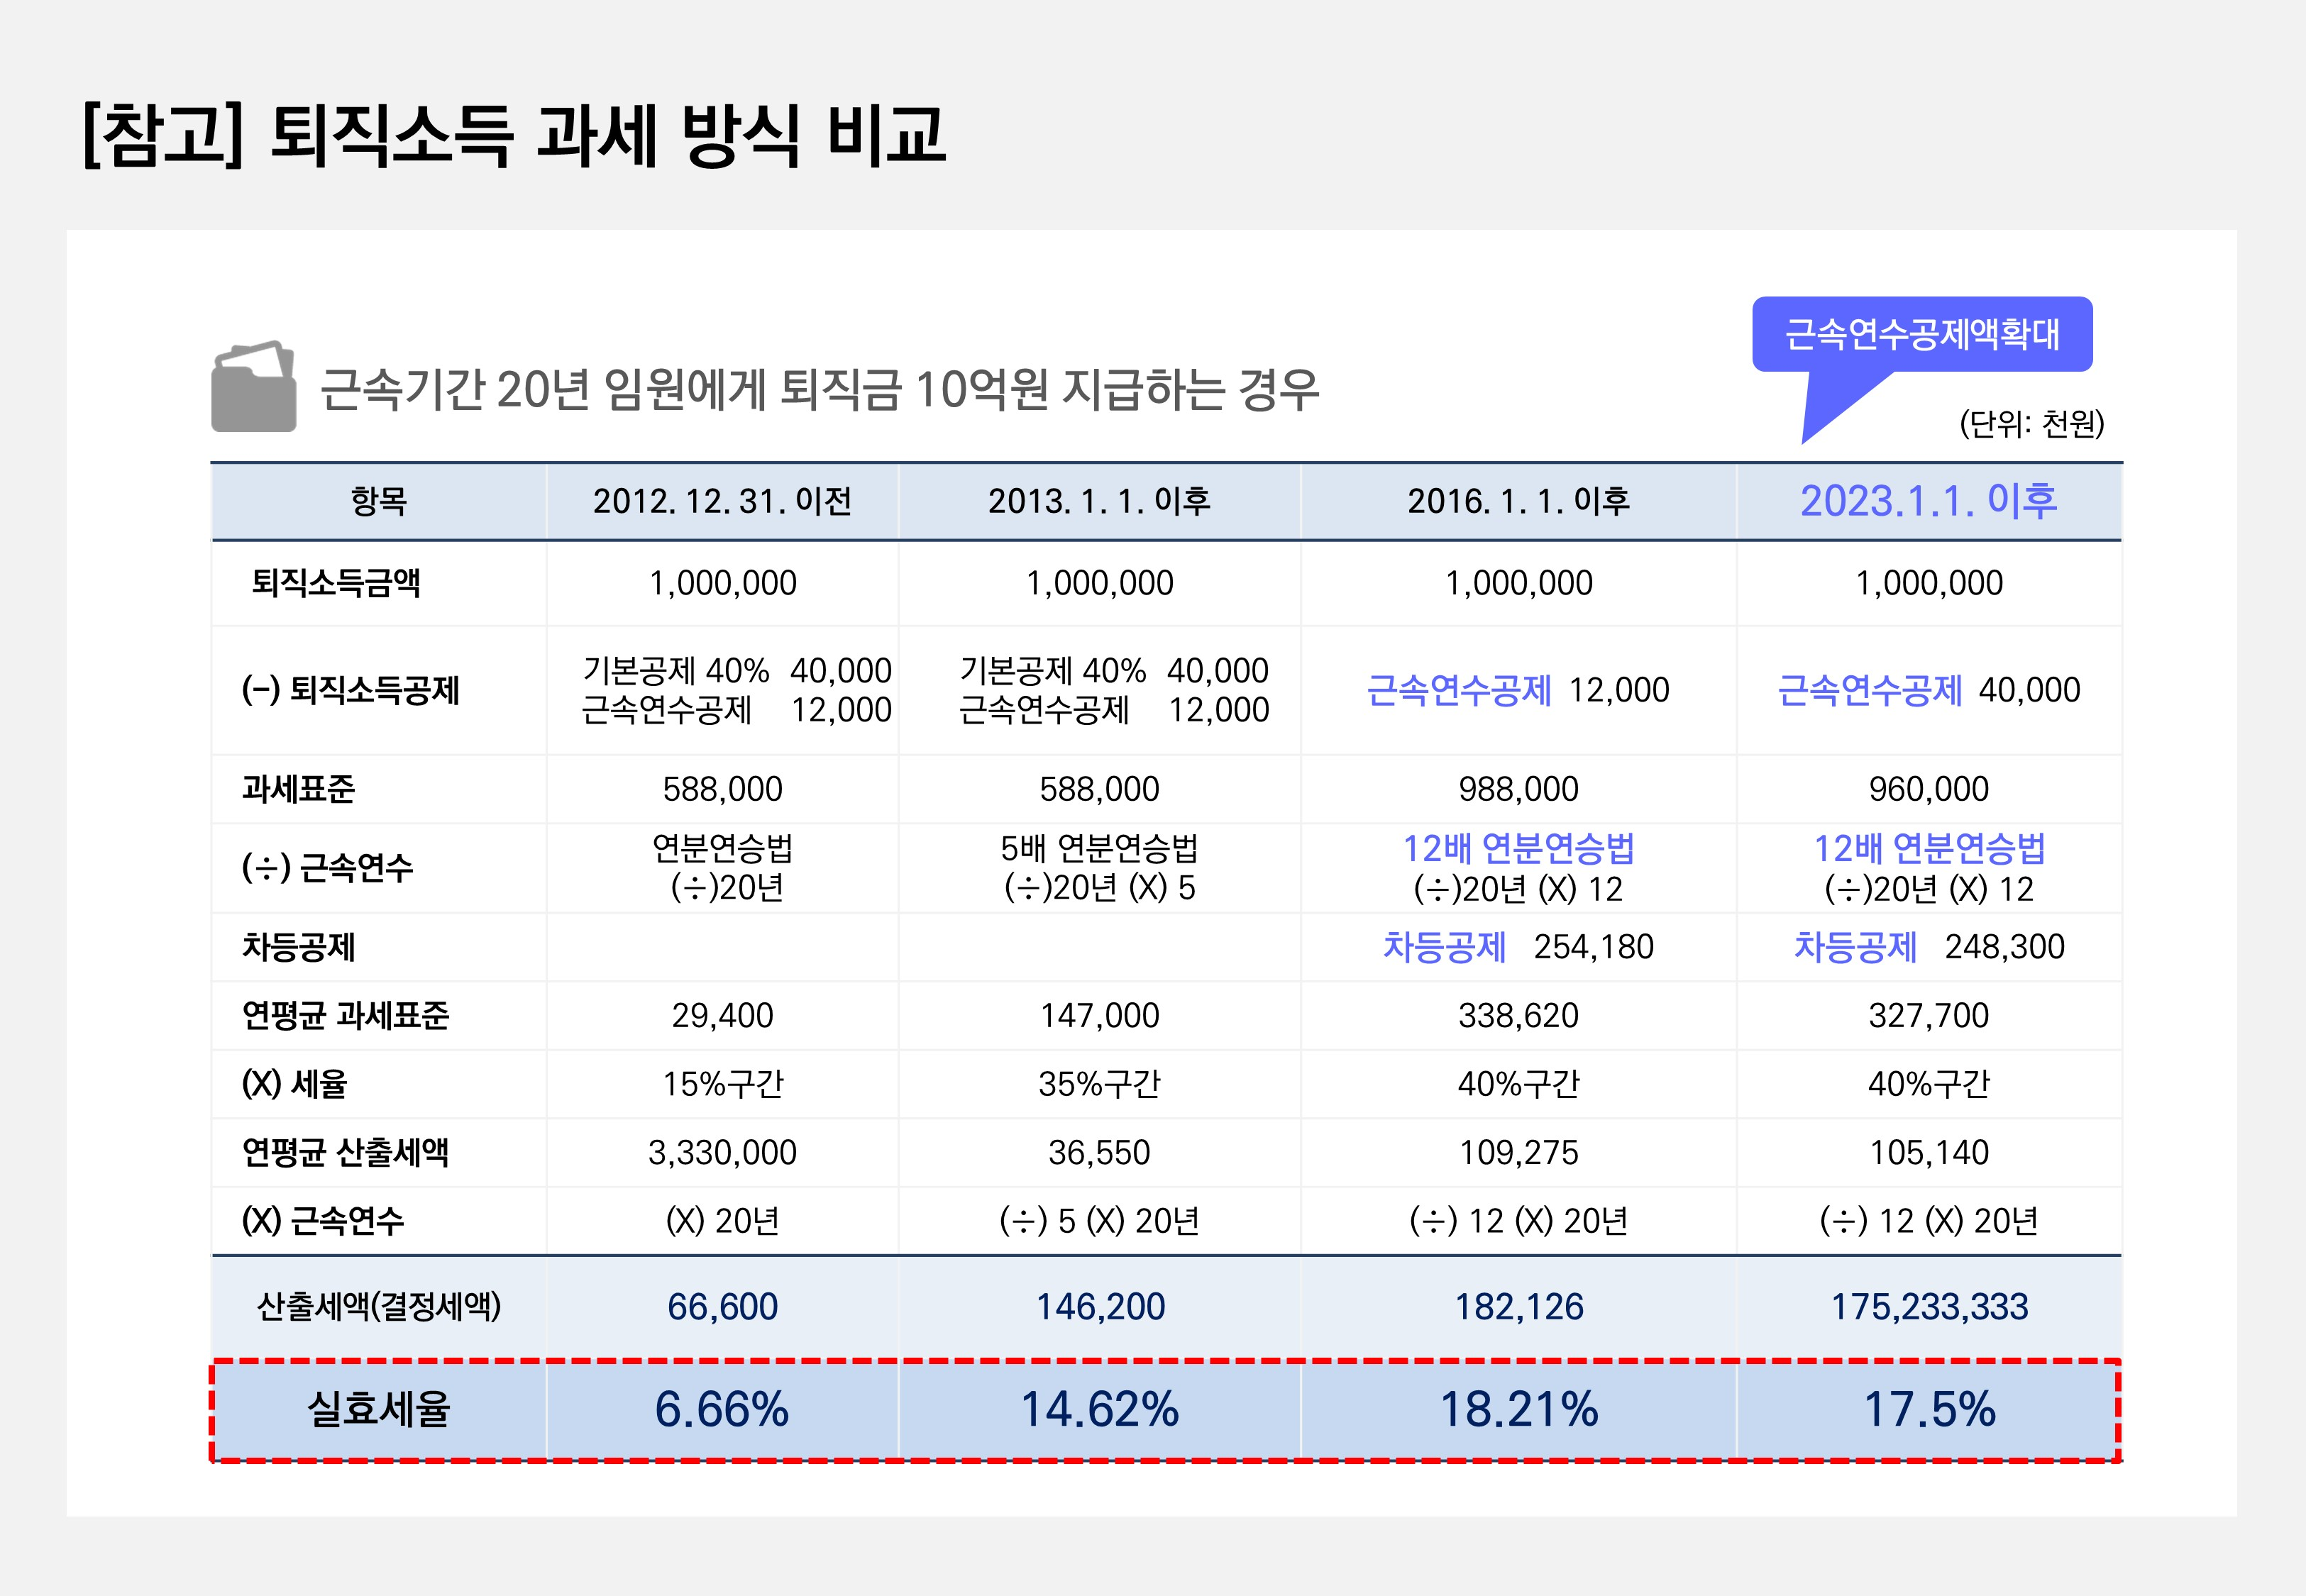 [참고] 퇴직소득 과세 방식 비교
근속연수공제액확대
근속기간 20년 임원에게 퇴직금 10억원 지급하는 경우
(단위: 천원)
항목 2012. 12. 31. 이전 2013. 1. 1. 이후 2016. 1. 1. 이후 2023.1.1. 이후
퇴직소득금액 1,000,000 1,000,000 1,000,000 1,000,000
(−) 퇴직소득공제 기본공제 40% 40,000 기본공제 40% 40,000 근속연수공제 12,000 근속연수공제 40,000
근속연수공제 12,000 근속연수공제 12,000
과세표준 588,000 588,000 988,000 960,000
(÷) 근속연수 연분연승법 5배 연분연승법 12배 연분연승법 12배 연분연승법
(÷)20년 (÷)20년 (X) 5 (÷)20년 (X) 12 (÷)20년 (X) 12
차등공제 차등공제 254,180 차등공제 248,300
연평균 과세표준 29,400 147,000 338,620 327,700
(X) 세율 15%구간 35%구간 40%구간 40%구간
연평균 산출세액 3,330,000 36,550 109,275 105,140
(X) 근속연수 (X) 20년 (÷) 5 (X) 20년 (÷) 12 (X) 20년 (÷) 12 (X) 20년
산출세액(결정세액) 66,600 146,200 182,126 175,233,333
실효세율 6.66% 14.62% 18.21% 17.5%